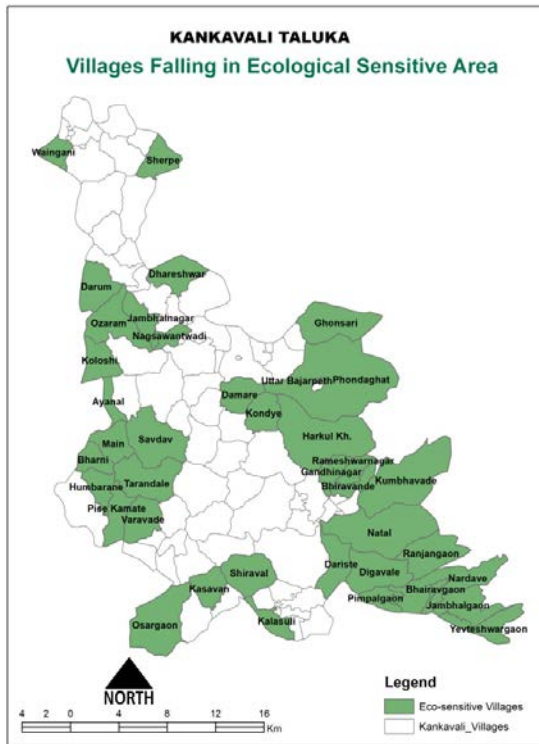 KANKAVALI TALUKA
Villages Falling in Ecological Sensitive Area
Waingani
Sherpe
Dhareshwar
Darum
Jambhalnagar
Ozaram
Nagsawantwadi
Ghonsari
Koloshi
Uttar Bajarpeth
Phondaghat
Ayanal
Damare
Kondye
Main
Savdav
Harkul Kh.
Bharni
Rameshwarnagar
Gandhinagar
Kumbhavade
Humbarane
Tarandale
Bhiravande
Pise Kamate
Varavade
Natal
Ranjangaon
Dariste
Shiraval
Digavale
Nardave
Kasavan
Bhairavgaon
Pimpalgaon
Jambhalgaon
Osargaon
Kalasuli
Yevteshwargaon
NORTH
Legend
Eco-sensitive Villages
Kankavali_Villages
4 2 0 4 8 12 16
Km